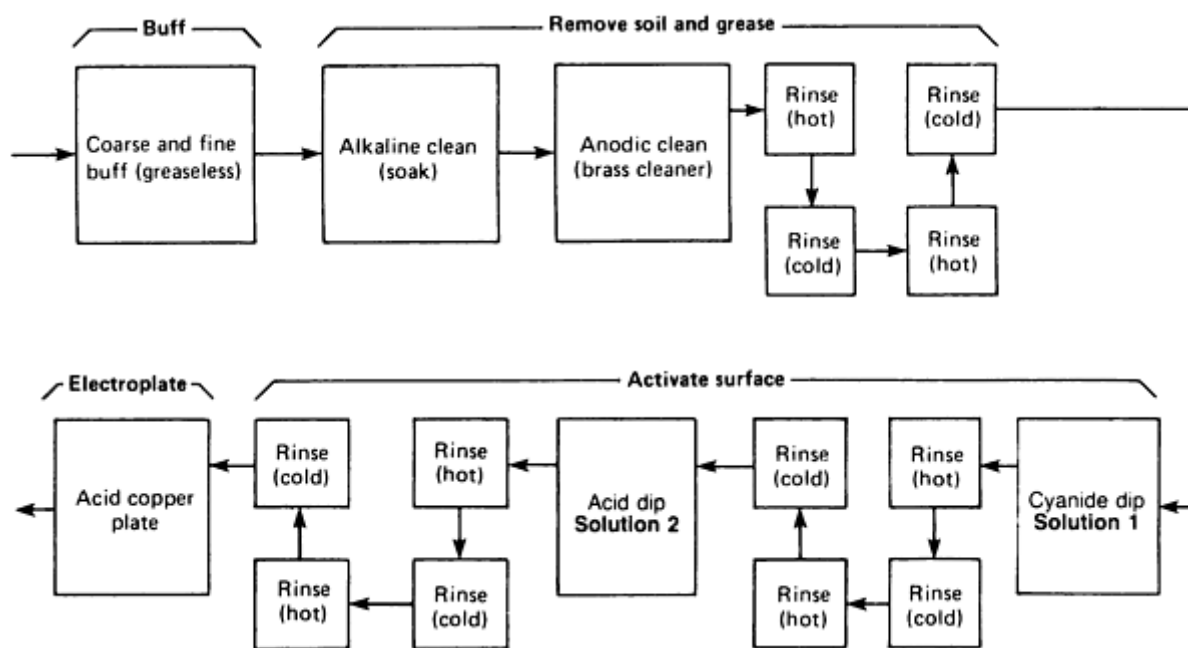 Buff
Remove soil and grease
Coarse and fine
buff (greaseless)
Alkaline clean
(soak)
Anodic clean
(brass cleaner)
Rinse
(hot)
Rinse
(cold)
Rinse
(hot)
Rinse
(cold)
Electroplate
Activate surface
Acid copper
plate
Rinse
(cold)
Rinse
(hot)
Rinse
(hot)
Rinse
(cold)
Acid dip
Solution 2
Rinse
(cold)
Rinse
(hot)
Rinse
(hot)
Rinse
(cold)
Cyanide dip
Solution 1